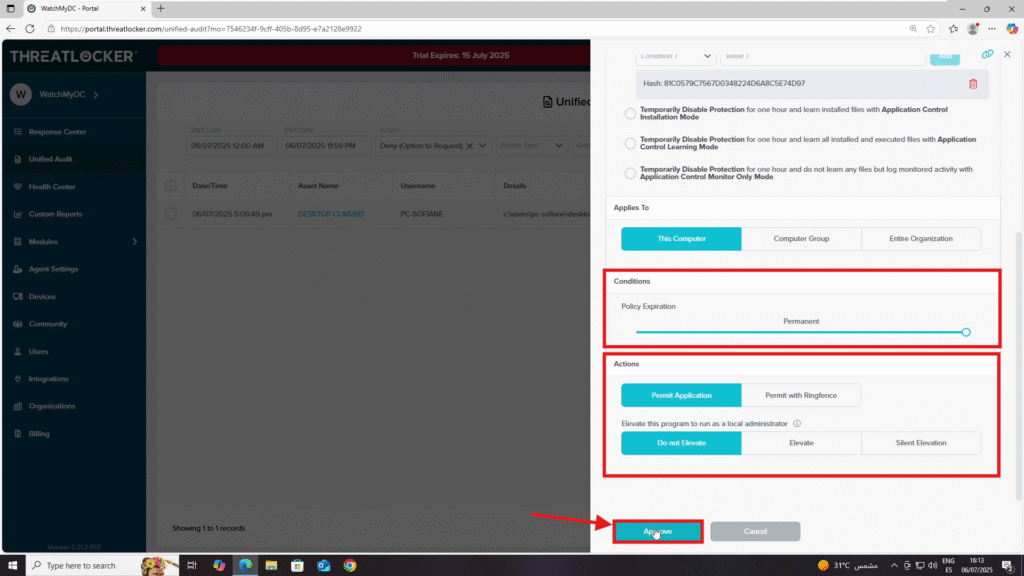 WatchMyDC - Portal
https://portal.threatlocker.com/unified-audit?mo=7546234f-9cff-405b-8d95-e7a2128e9922
THREATLOCKER
Trial Expires: 15 July 2025
W WatchMyDC
Response Center
Unified Audit
Health Center
Custom Reports
Modules
Agent Settings
Devices
Community
Users
Integrations
Organizations
Billing
Version 2.21.3.859
Unified
Start Date End Date Action
06/07/2025 12:00 AM 06/07/2025 11:59 PM Deny (Option to Request) Action Type
Date/Time Asset Name Username Details
06/07/2025 5:06:49 pm PC-SOFIANE c:\users\pc-sofiane\deskto
Showing 1 to 1 records
Condition 1 Value 1 Add
Hash: 81C0579C7567D0348224D6A8C5E74D97
Temporarily Disable Protection for one hour and learn installed files with Application Control
Installation Mode
Temporarily Disable Protection for one hour and learn all installed and executed files with Application
Control Learning Mode
Temporarily Disable Protection for one hour and do not learn any files but log monitored activity with
Application Control Monitor Only Mode
Applies To
This Computer Computer Group Entire Organization
Conditions
Policy Expiration
Permanent
Actions
Permit Application Permit with Ringfence
Elevate this program to run as a local administrator
Do not Elevate Elevate Silent Elevation
Approve Cancel
Type here to search
31°C مشمس
ENG 16:13
ES 06/07/2025
2